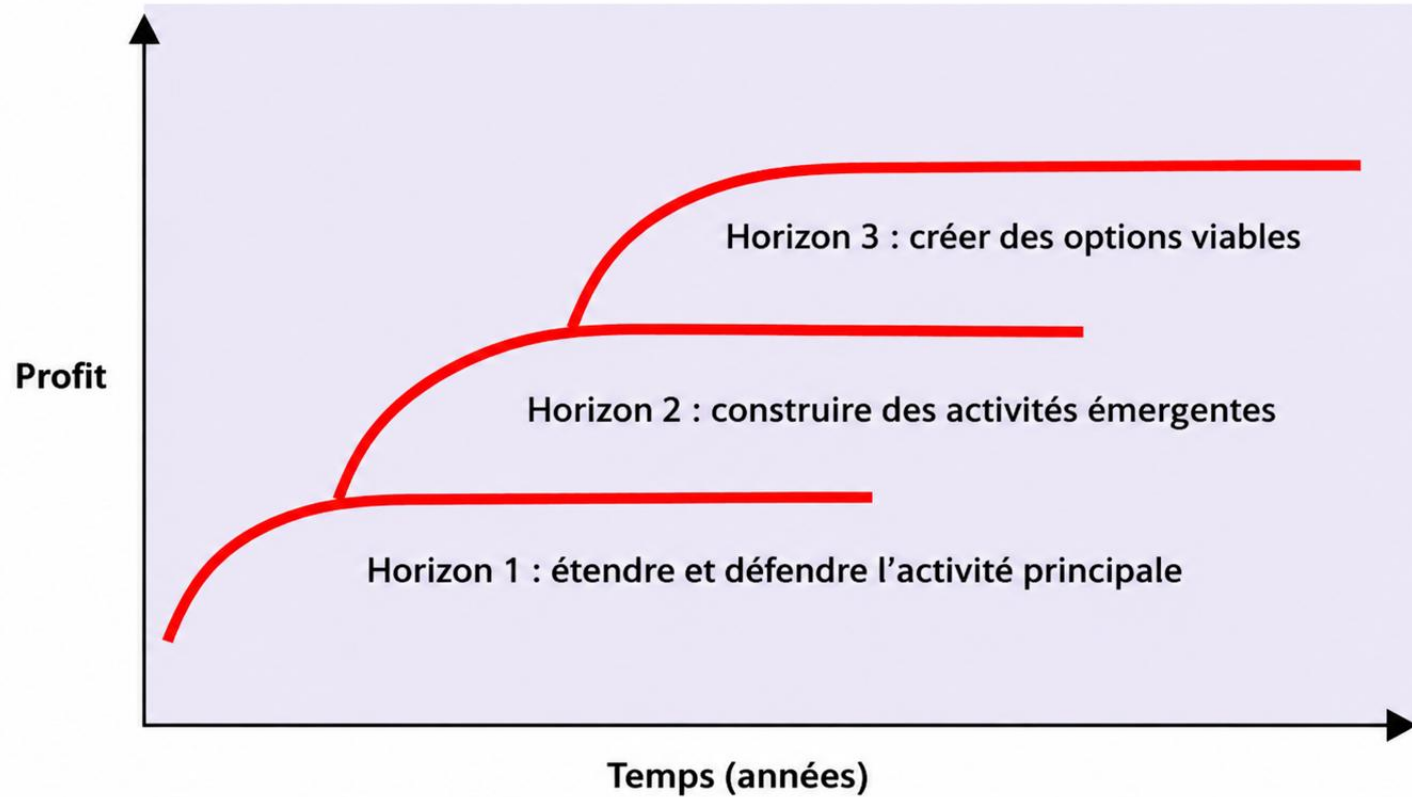 Horizon 3 : créer des options viables
Profit
Horizon 2 : construire des activités émergentes
Horizon 1 : étendre et défendre l’activité principale
Temps (années)